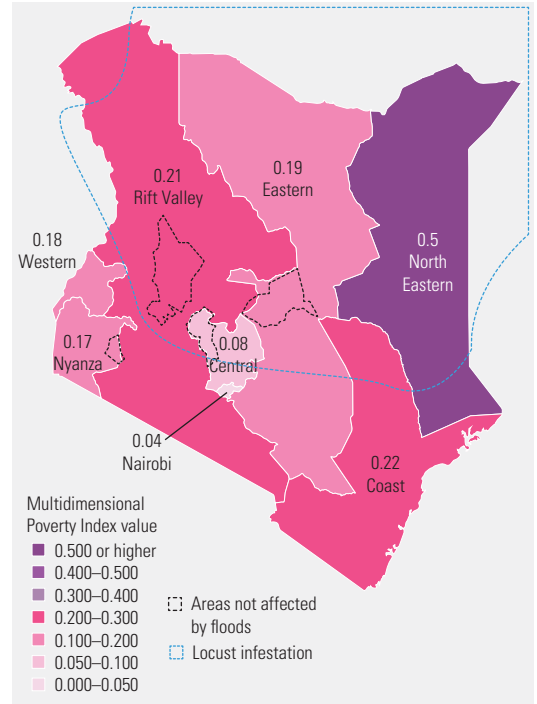 0.21
Rift Valley
0.19
Eastern
0.18
Western
0.5
North
Eastern
0.17
Nyanza
0.08
Central
0.04
Nairobi
0.22
Coast
Multidimensional
Poverty Index value
0.500 or higher
0.400–0.500
0.300–0.400
0.200–0.300
0.100–0.200
0.050–0.100
0.000–0.050
Areas not affected
by floods
Locust infestation